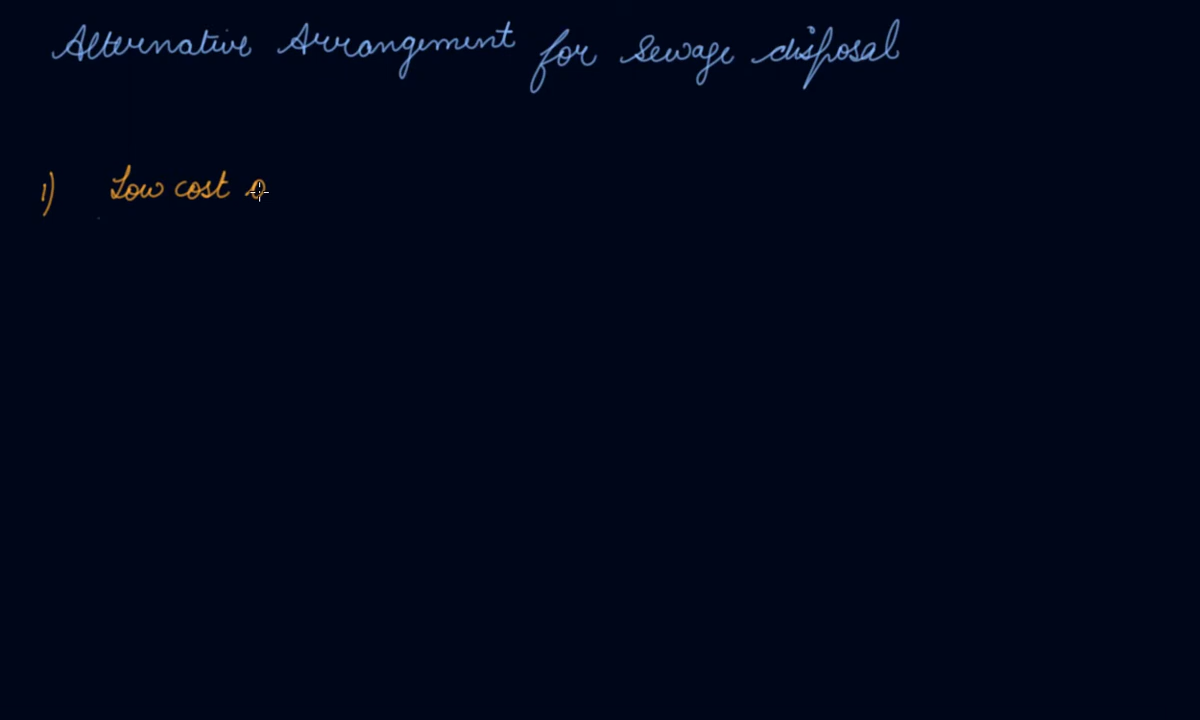 Alternative Arrangement for Sewage disposal
1) Low cost